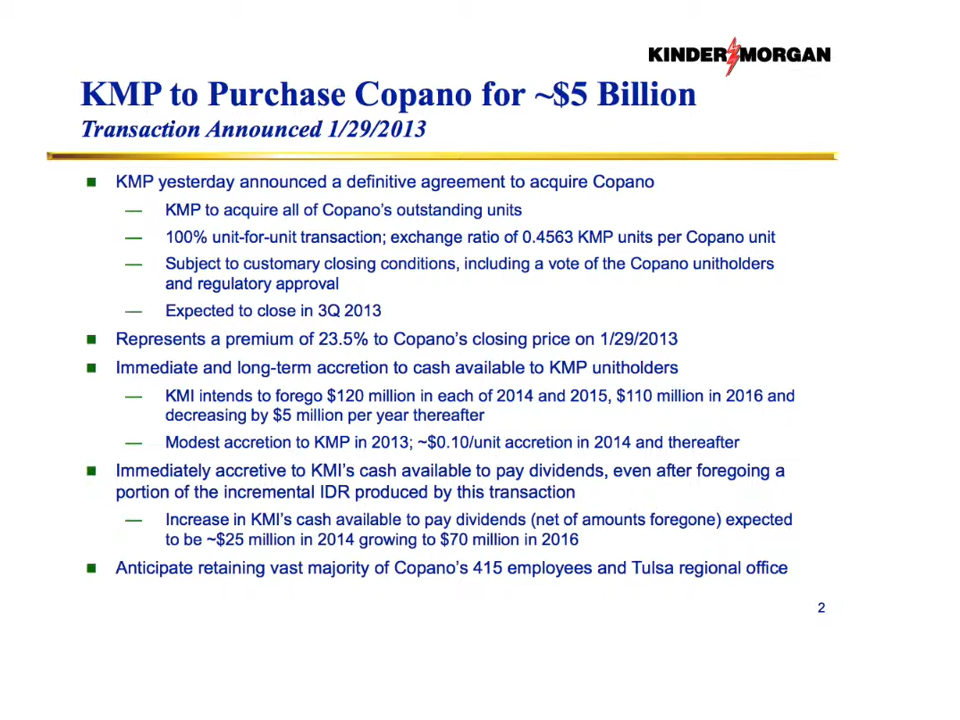 KINDER MORGAN
KMP to Purchase Copano for ~$5 Billion
Transaction Announced 1/29/2013
■ KMP yesterday announced a definitive agreement to acquire Copano
— KMP to acquire all of Copano's outstanding units
— 100% unit-for-unit transaction; exchange ratio of 0.4563 KMP units per Copano unit
— Subject to customary closing conditions, including a vote of the Copano unitholders
and regulatory approval
— Expected to close in 3Q 2013
■ Represents a premium of 23.5% to Copano's closing price on 1/29/2013
■ Immediate and long-term accretion to cash available to KMP unitholders
— KMI intends to forego $120 million in each of 2014 and 2015, $110 million in 2016 and
decreasing by $5 million per year thereafter
— Modest accretion to KMP in 2013; ~$0.10/unit accretion in 2014 and thereafter
■ Immediately accretive to KMI's cash available to pay dividends, even after foregoing a
portion of the incremental IDR produced by this transaction
— Increase in KMI's cash available to pay dividends (net of amounts foregone) expected
to be ~$25 million in 2014 growing to $70 million in 2016
■ Anticipate retaining vast majority of Copano's 415 employees and Tulsa regional office
2